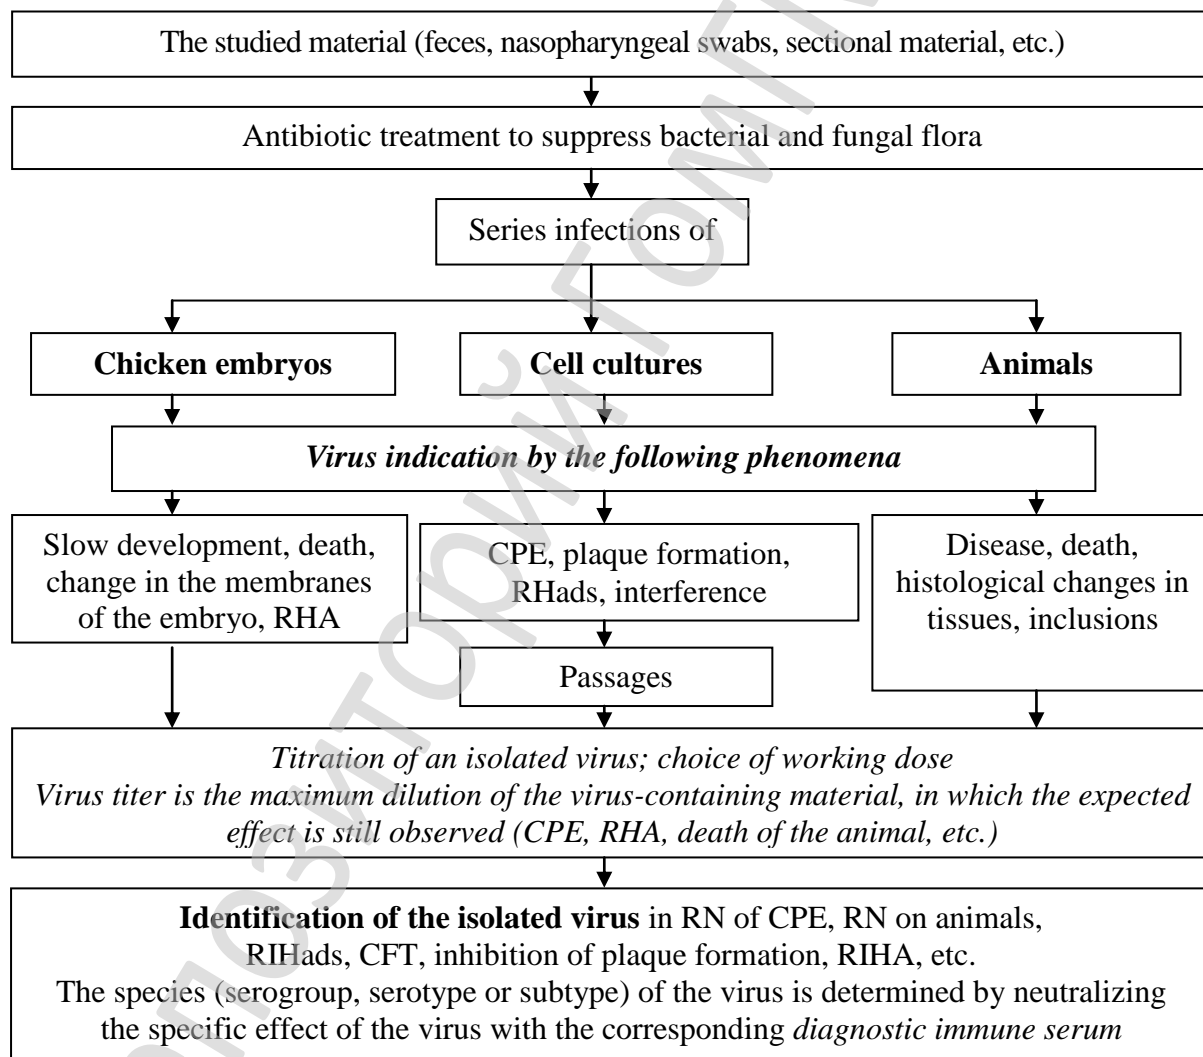 The studied material (feces, nasopharyngeal swabs, sectional material, etc.)
Antibiotic treatment to suppress bacterial and fungal flora
Series infections of
Chicken embryos
Cell cultures
Animals
Virus indication by the following phenomena
Slow development, death,
change in the membranes
of the embryo, RHA
CPE, plaque formation,
RHads, interference
Passages
Disease, death,
histological changes in
tissues, inclusions
Titration of an isolated virus; choice of working dose
Virus titer is the maximum dilution of the virus-containing material, in which the expected
effect is still observed (CPE, RHA, death of the animal, etc.)
Identification of the isolated virus in RN of CPE, RN on animals,
RIHads, CFT, inhibition of plaque formation, RIHA, etc.
The species (serogroup, serotype or subtype) of the virus is determined by neutralizing
the specific effect of the virus with the corresponding diagnostic immune serum